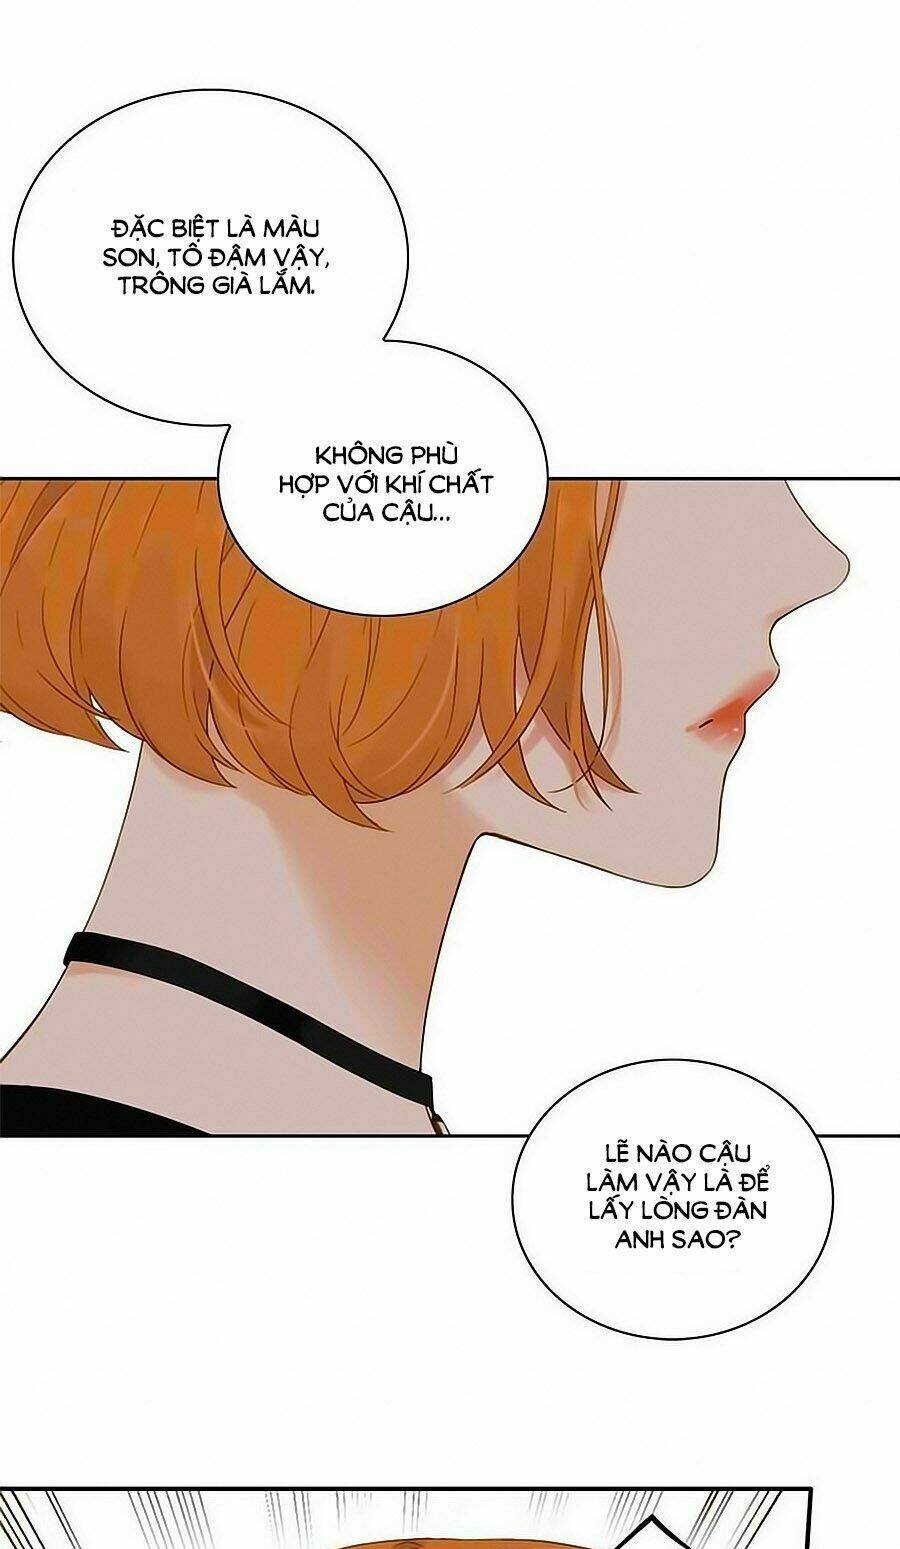 ĐẶC BIỆT LÀ MÀU
SON, TÔ ĐẬM VẬY,
TRÔNG GIÀ LẮM.
KHÔNG PHÙ
HỢP VỚI KHÍ CHẤT
CỦA CẬU...
LẼ NÀO CẬU
LÀM VẬY LÀ ĐỂ
LẤY LÒNG ĐÀN
ANH SAO?